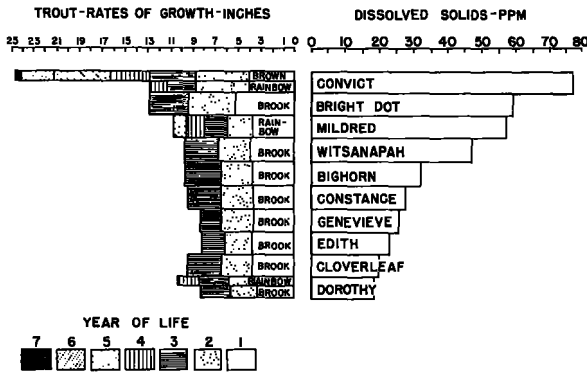 TROUT-RATES OF GROWTH-INCHES
25 23 21 19 17 15 13 11 9 7 5 3 1 0
BROWN
RAINBOW
BROOK
RAIN-
BOW
BROOK
BROOK
BROOK
BROOK
BROOK
BROOK
RAINBOW
BROOK
DISSOLVED SOLIDS-PPM
0 10 20 30 40 50 60 70 80
CONVICT
BRIGHT DOT
MILDRED
WITSANAPAH
BIGHORN
CONSTANCE
GENEVIEVE
EDITH
CLOVERLEAF
DOROTHY
YEAR OF LIFE
7 6 5 4 3 2 1